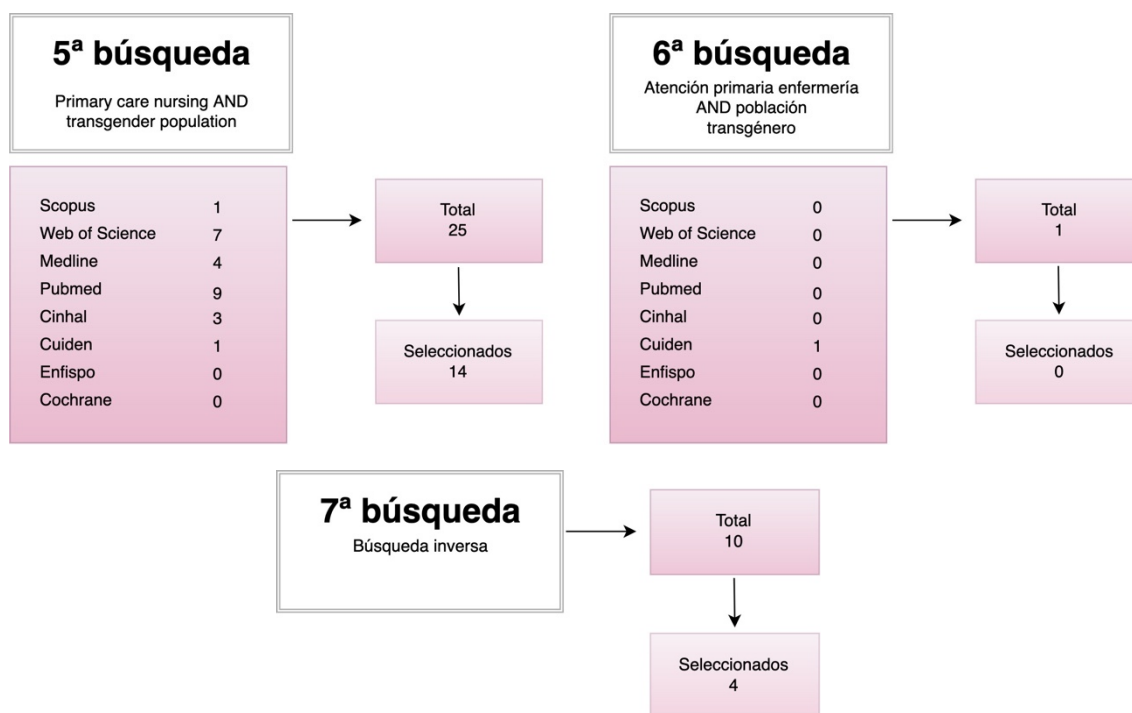 5ª búsqueda
Primary care nursing AND
transgender population
Scopus 1
Web of Science 7
Medline 4
Pubmed 9
Cinhal 3
Cuiden 1
Enfispo 0
Cochrane 0
Total
25
Seleccionados
14
6ª búsqueda
Atención primaria enfermería
AND población
transgénero
Scopus 0
Web of Science 0
Medline 0
Pubmed 0
Cinhal 0
Cuiden 1
Enfispo 0
Cochrane 0
Total
1
Seleccionados
0
7ª búsqueda
Búsqueda inversa
Total
10
Seleccionados
4